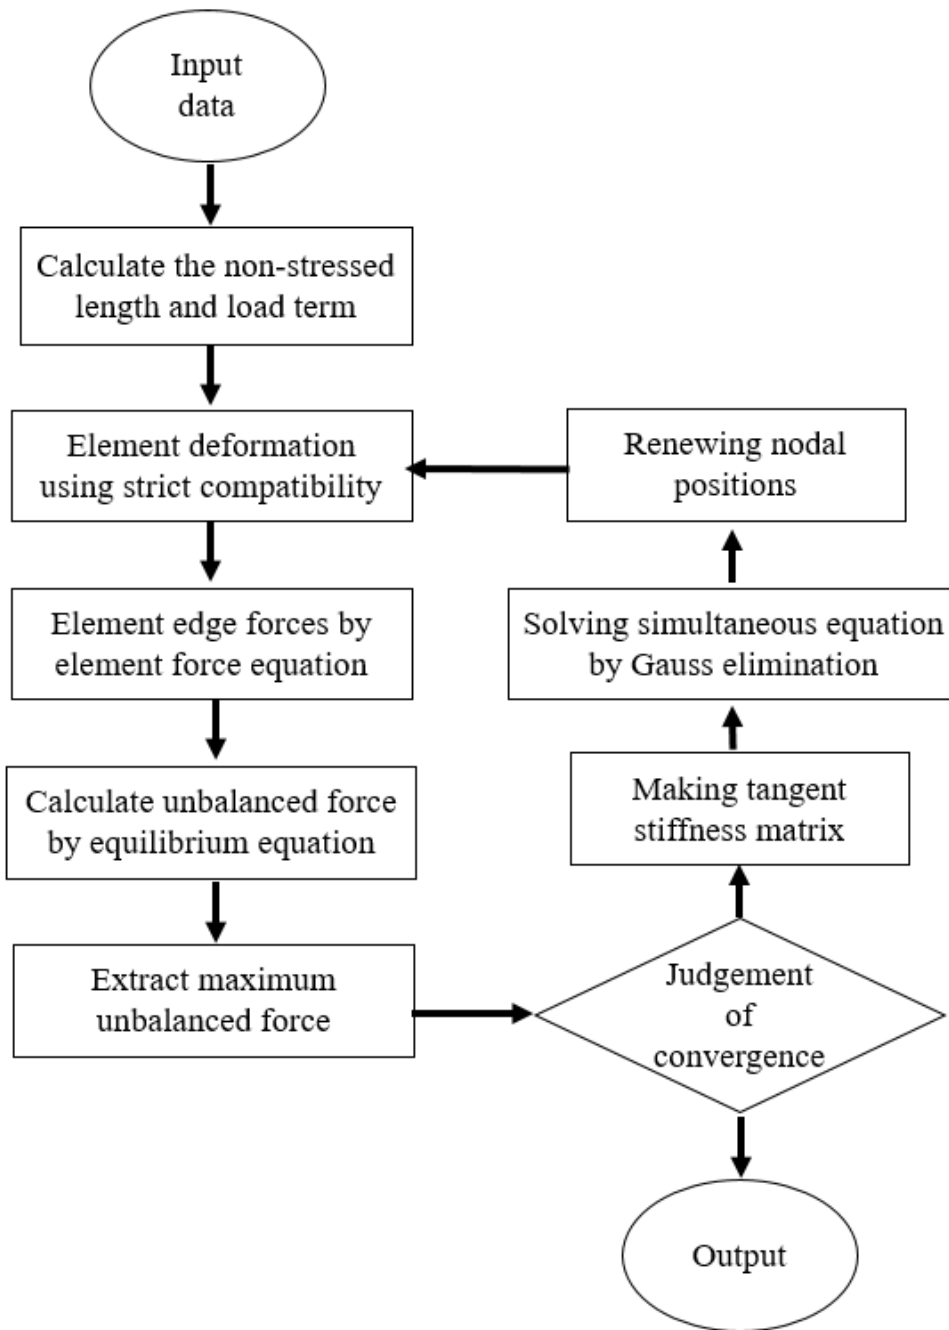 Input
data
Calculate the non-stressed
length and load term
Element deformation
using strict compatibility
Element edge forces by
element force equation
Calculate unbalanced force
by equilibrium equation
Extract maximum
unbalanced force
Judgement
of
convergence
Making tangent
stiffness matrix
Solving simultaneous equation
by Gauss elimination
Renewing nodal
positions
Output